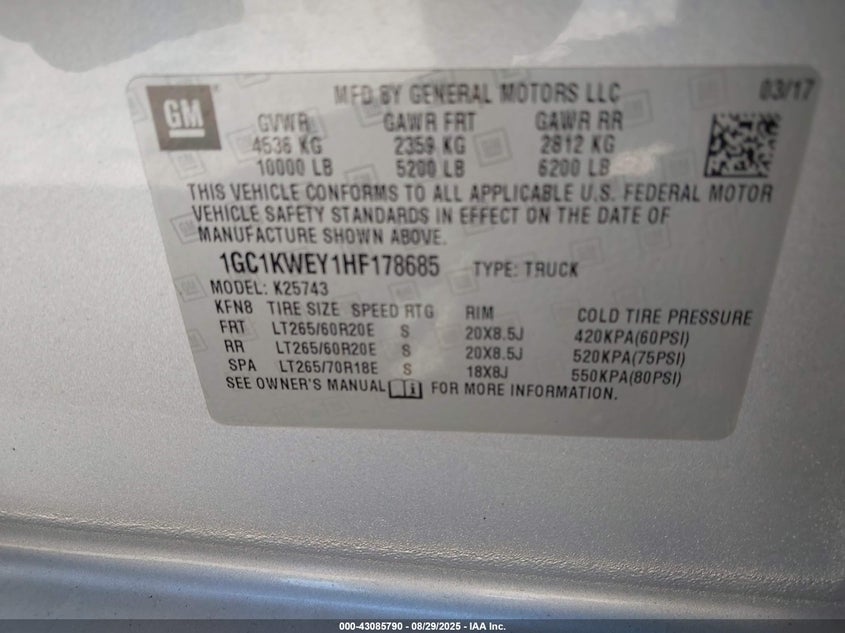 GM
MFD BY GENERAL MOTORS LLC 03/17
GVWR GAWR FRT GAWR RR
4536 KG 2359 KG 2812 KG
10000 LB 5200 LB 6200 LB
THIS VEHICLE CONFORMS TO ALL APPLICABLE U.S. FEDERAL MOTOR
VEHICLE SAFETY STANDARDS IN EFFECT ON THE DATE OF
MANUFACTURE SHOWN ABOVE.
1GC1KWEY1HF178685 TYPE: TRUCK
MODEL: K25743
KFN8 TIRE SIZE SPEED RTG RIM COLD TIRE PRESSURE
FRT LT265/60R20E S 20X8.5J 420KPA(60PSI)
RR LT265/60R20E S 20X8.5J 520KPA(75PSI)
SPA LT265/70R18E S 18X8J 550KPA(80PSI)
SEE OWNER'S MANUAL FOR MORE INFORMATION.
000-43085790 - 08/29/2025 - IAA Inc.